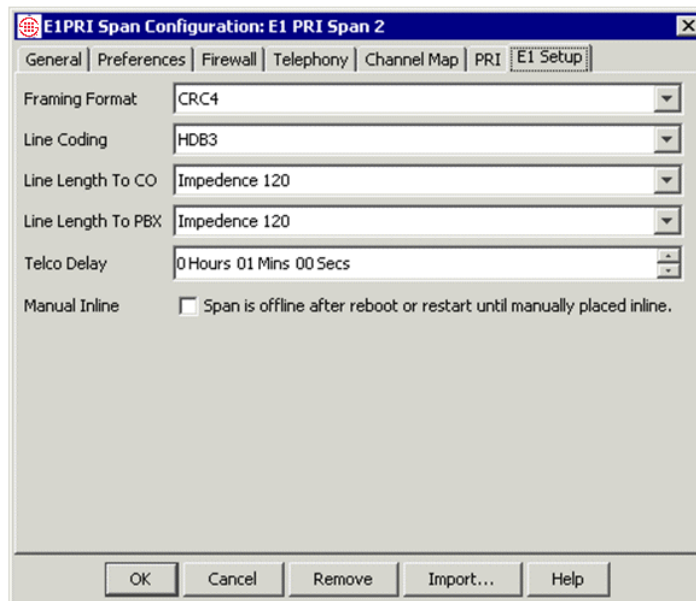 E1PRI Span Configuration: E1 PRI Span 2
General Preferences Firewall Telephony Channel Map PRI E1 Setup
Framing Format CRC4
Line Coding HDB3
Line Length To CO Impedence 120
Line Length To PBX Impedence 120
Telco Delay 0 Hours 01 Mins 00 Secs
Manual Inline Span is offline after reboot or restart until manually placed inline.
OK Cancel Remove Import... Help